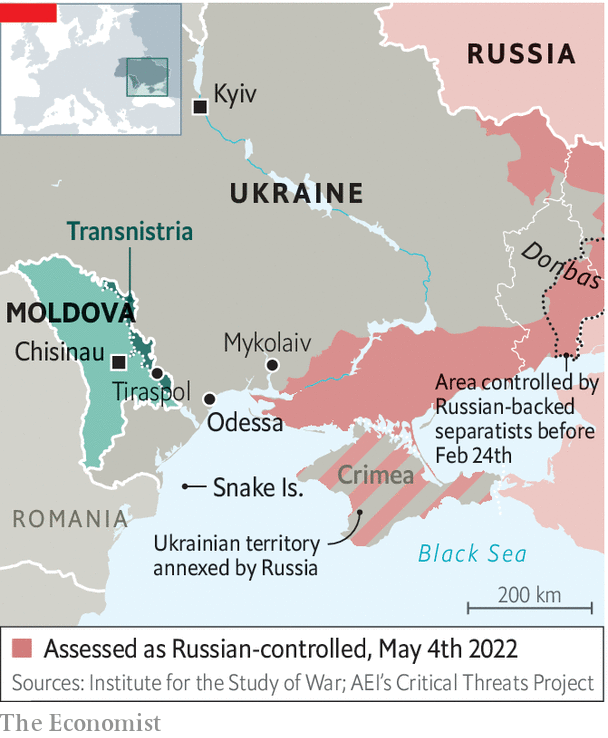 RUSSIA
Kyiv
UKRAINE
Transnistria
Donbas
MOLDOVA
Chisinau
Mykolaiv
Tiraspol
Odessa
Area controlled by
Russian-backed
separatists before
Feb 24th
Snake Is.
Crimea
ROMANIA
Ukrainian territory
annexed by Russia
Black Sea
200 km
Assessed as Russian-controlled, May 4th 2022
Sources: Institute for the Study of War; AEI’s Critical Threats Project
The Economist